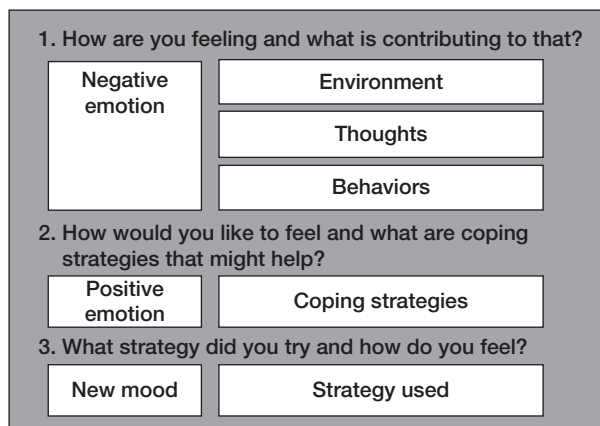 1. How are you feeling and what is contributing to that?
Negative
emotion
Environment
Thoughts
Behaviors
2. How would you like to feel and what are coping
strategies that might help?
Positive
emotion
Coping strategies
3. What strategy did you try and how do you feel?
New mood
Strategy used